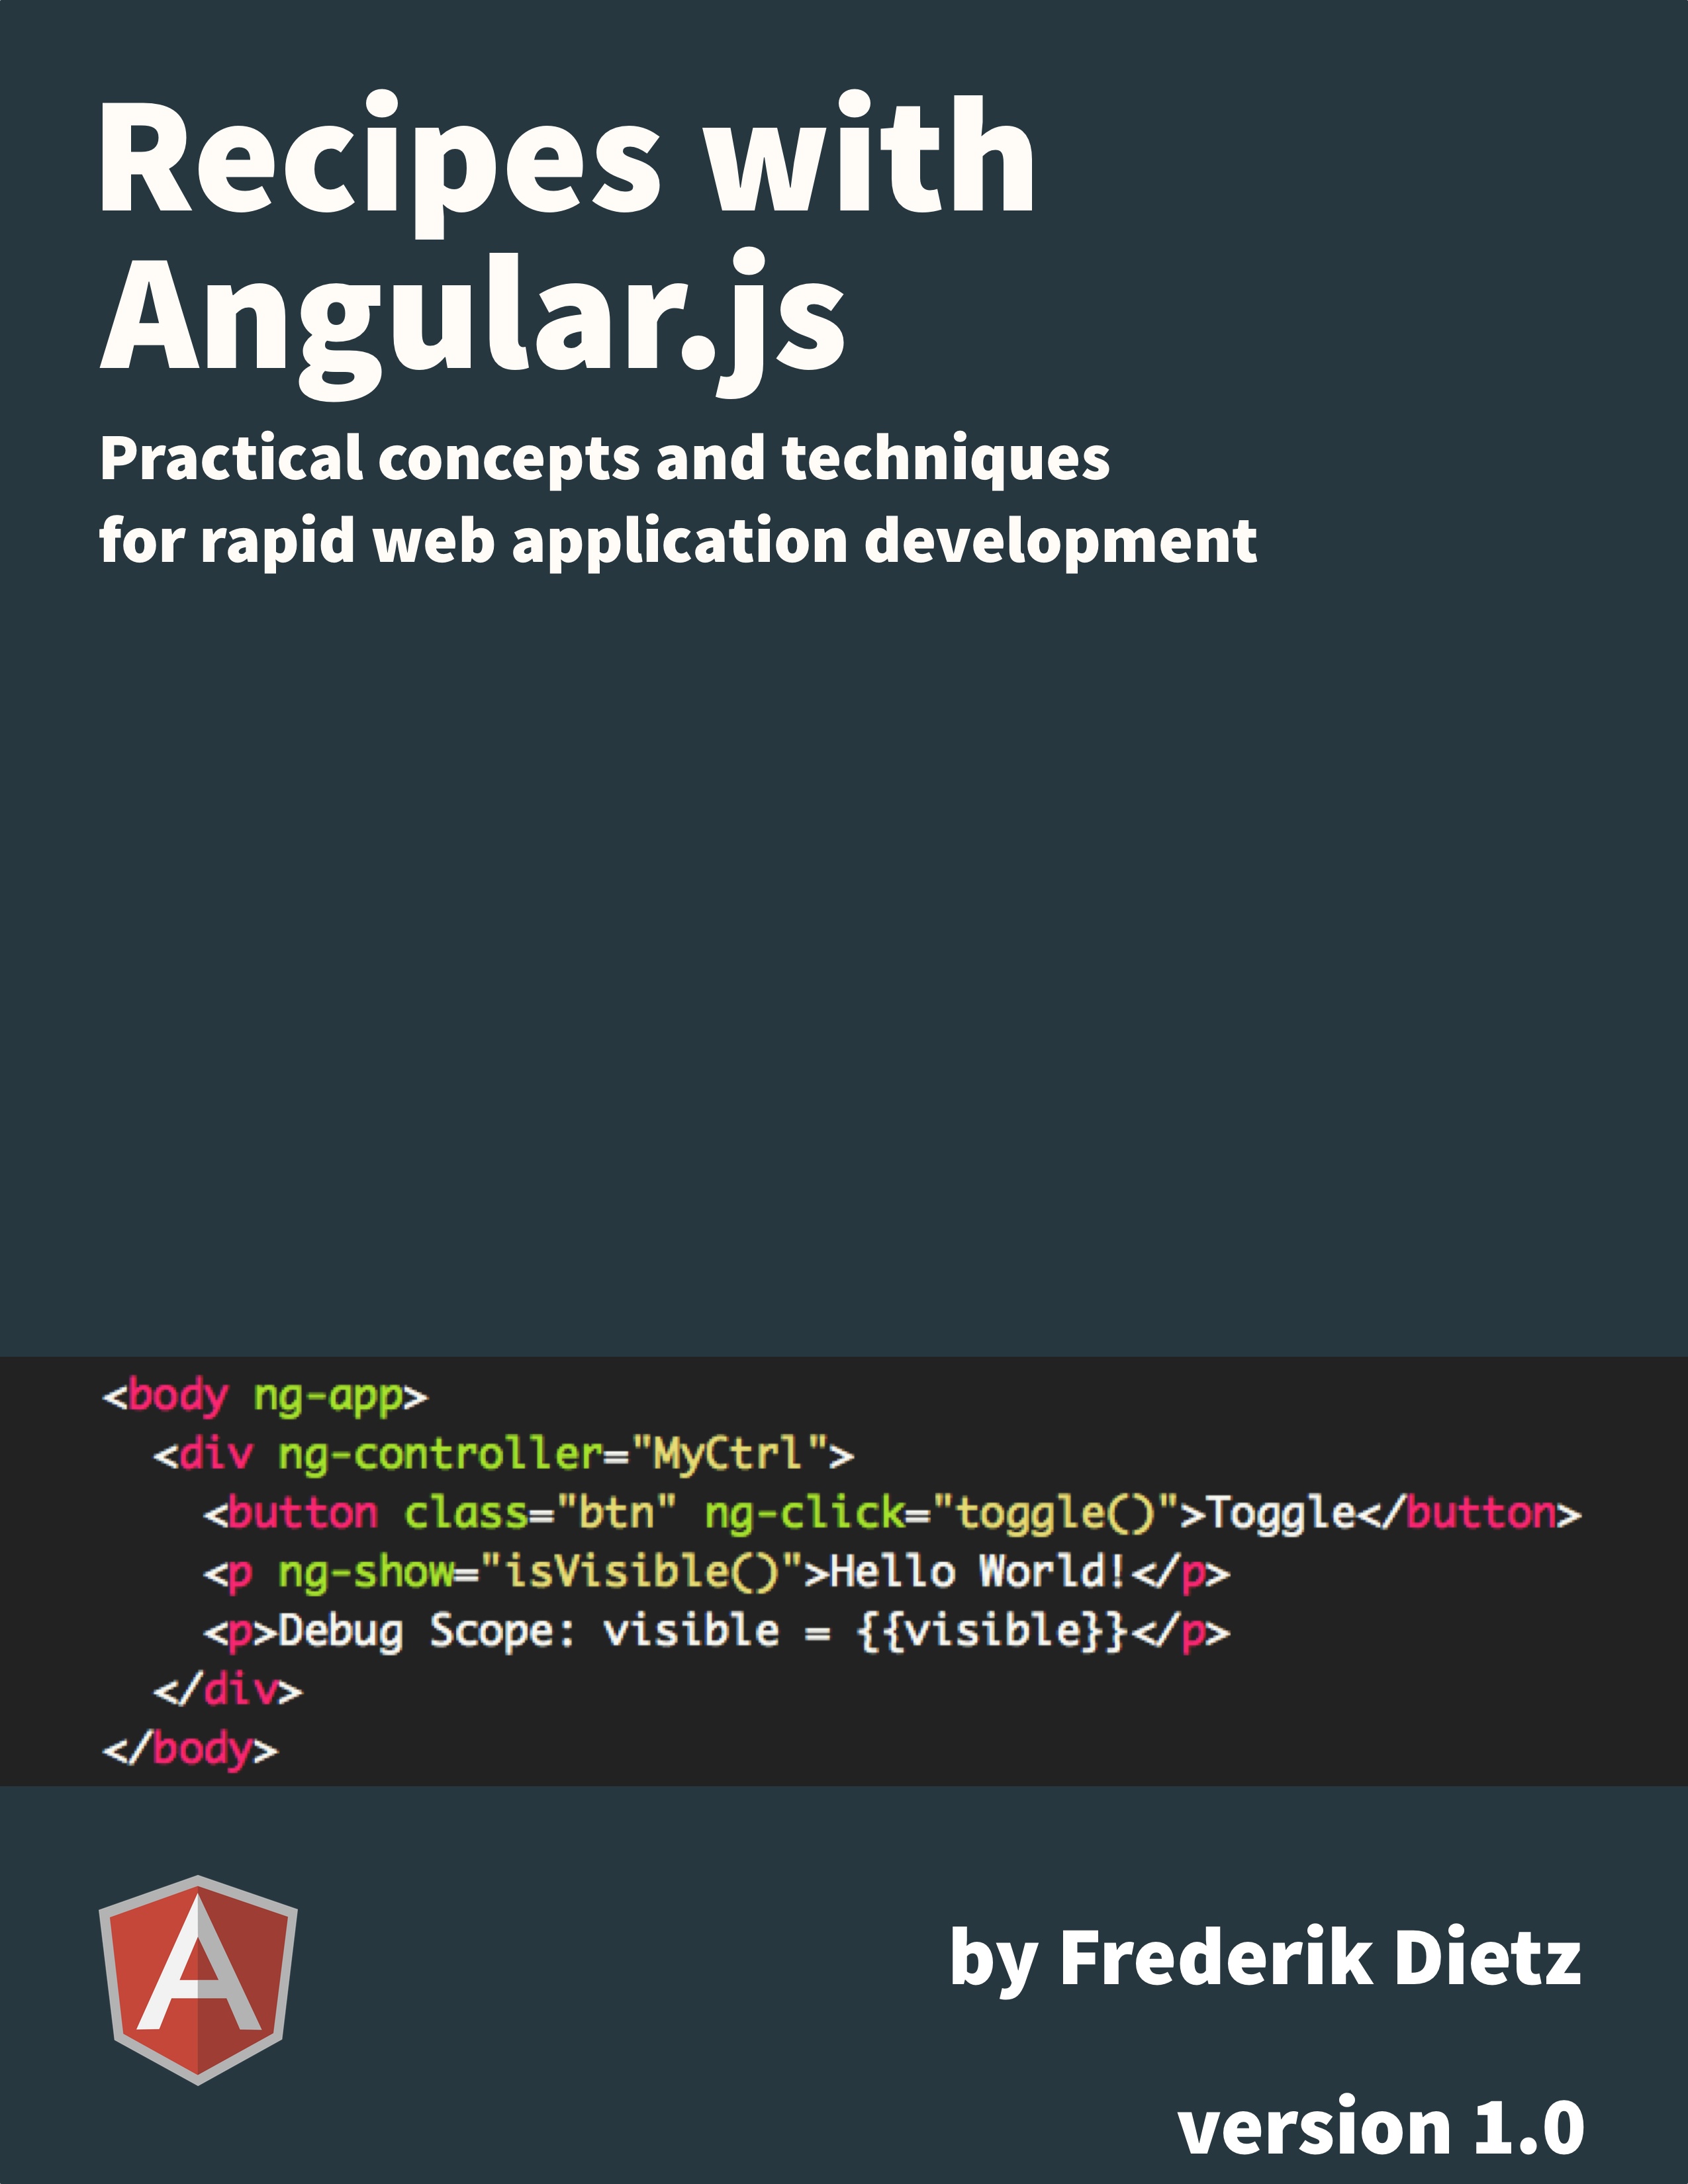 Recipes with
Angular.js
Practical concepts and techniques
for rapid web application development
<body ng-app>
  <div ng-controller="MyCtrl">
    <button class="btn" ng-click="toggle()">Toggle</button>
    <p ng-show="isVisible()">Hello World!</p>
    <p>Debug Scope: visible = {{visible}}</p>
  </div>
</body>
A
by Frederik Dietz
version 1.0